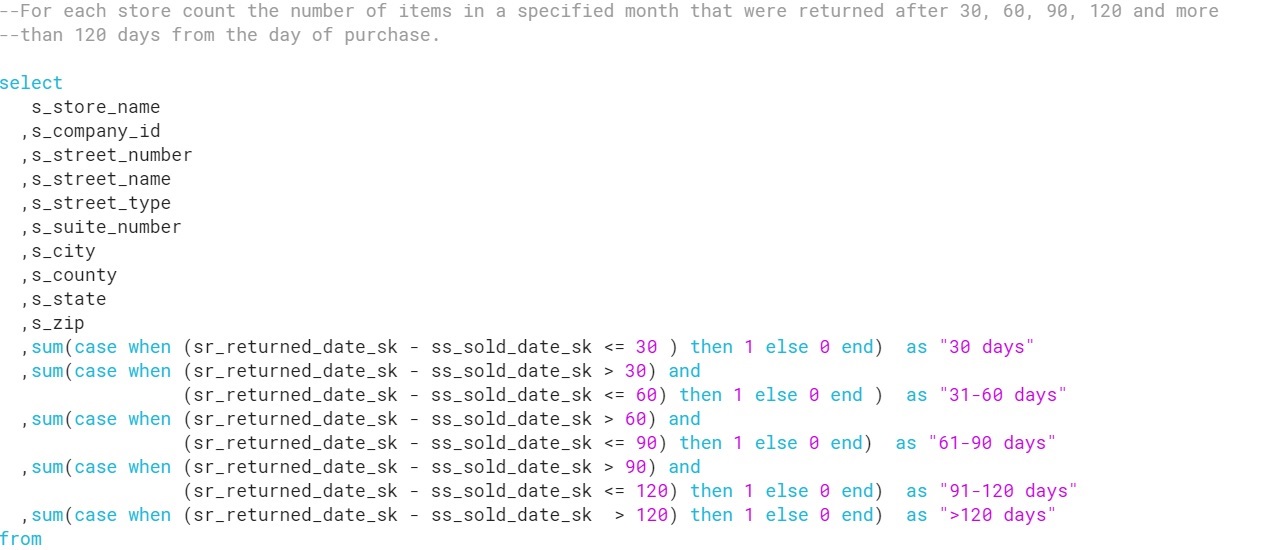 --For each store count the number of items in a specified month that were returned after 30, 60, 90, 120 and more
--than 120 days from the day of purchase.

select
   s_store_name
  ,s_company_id
  ,s_street_number
  ,s_street_name
  ,s_street_type
  ,s_suite_number
  ,s_city
  ,s_county
  ,s_state
  ,s_zip
  ,sum(case when (sr_returned_date_sk - ss_sold_date_sk <= 30 ) then 1 else 0 end)  as "30 days"
  ,sum(case when (sr_returned_date_sk - ss_sold_date_sk > 30) and
                 (sr_returned_date_sk - ss_sold_date_sk <= 60) then 1 else 0 end )  as "31-60 days"
  ,sum(case when (sr_returned_date_sk - ss_sold_date_sk > 60) and
                 (sr_returned_date_sk - ss_sold_date_sk <= 90) then 1 else 0 end)  as "61-90 days"
  ,sum(case when (sr_returned_date_sk - ss_sold_date_sk > 90) and
                 (sr_returned_date_sk - ss_sold_date_sk <= 120) then 1 else 0 end)  as "91-120 days"
  ,sum(case when (sr_returned_date_sk - ss_sold_date_sk  > 120) then 1 else 0 end)  as ">120 days"
from